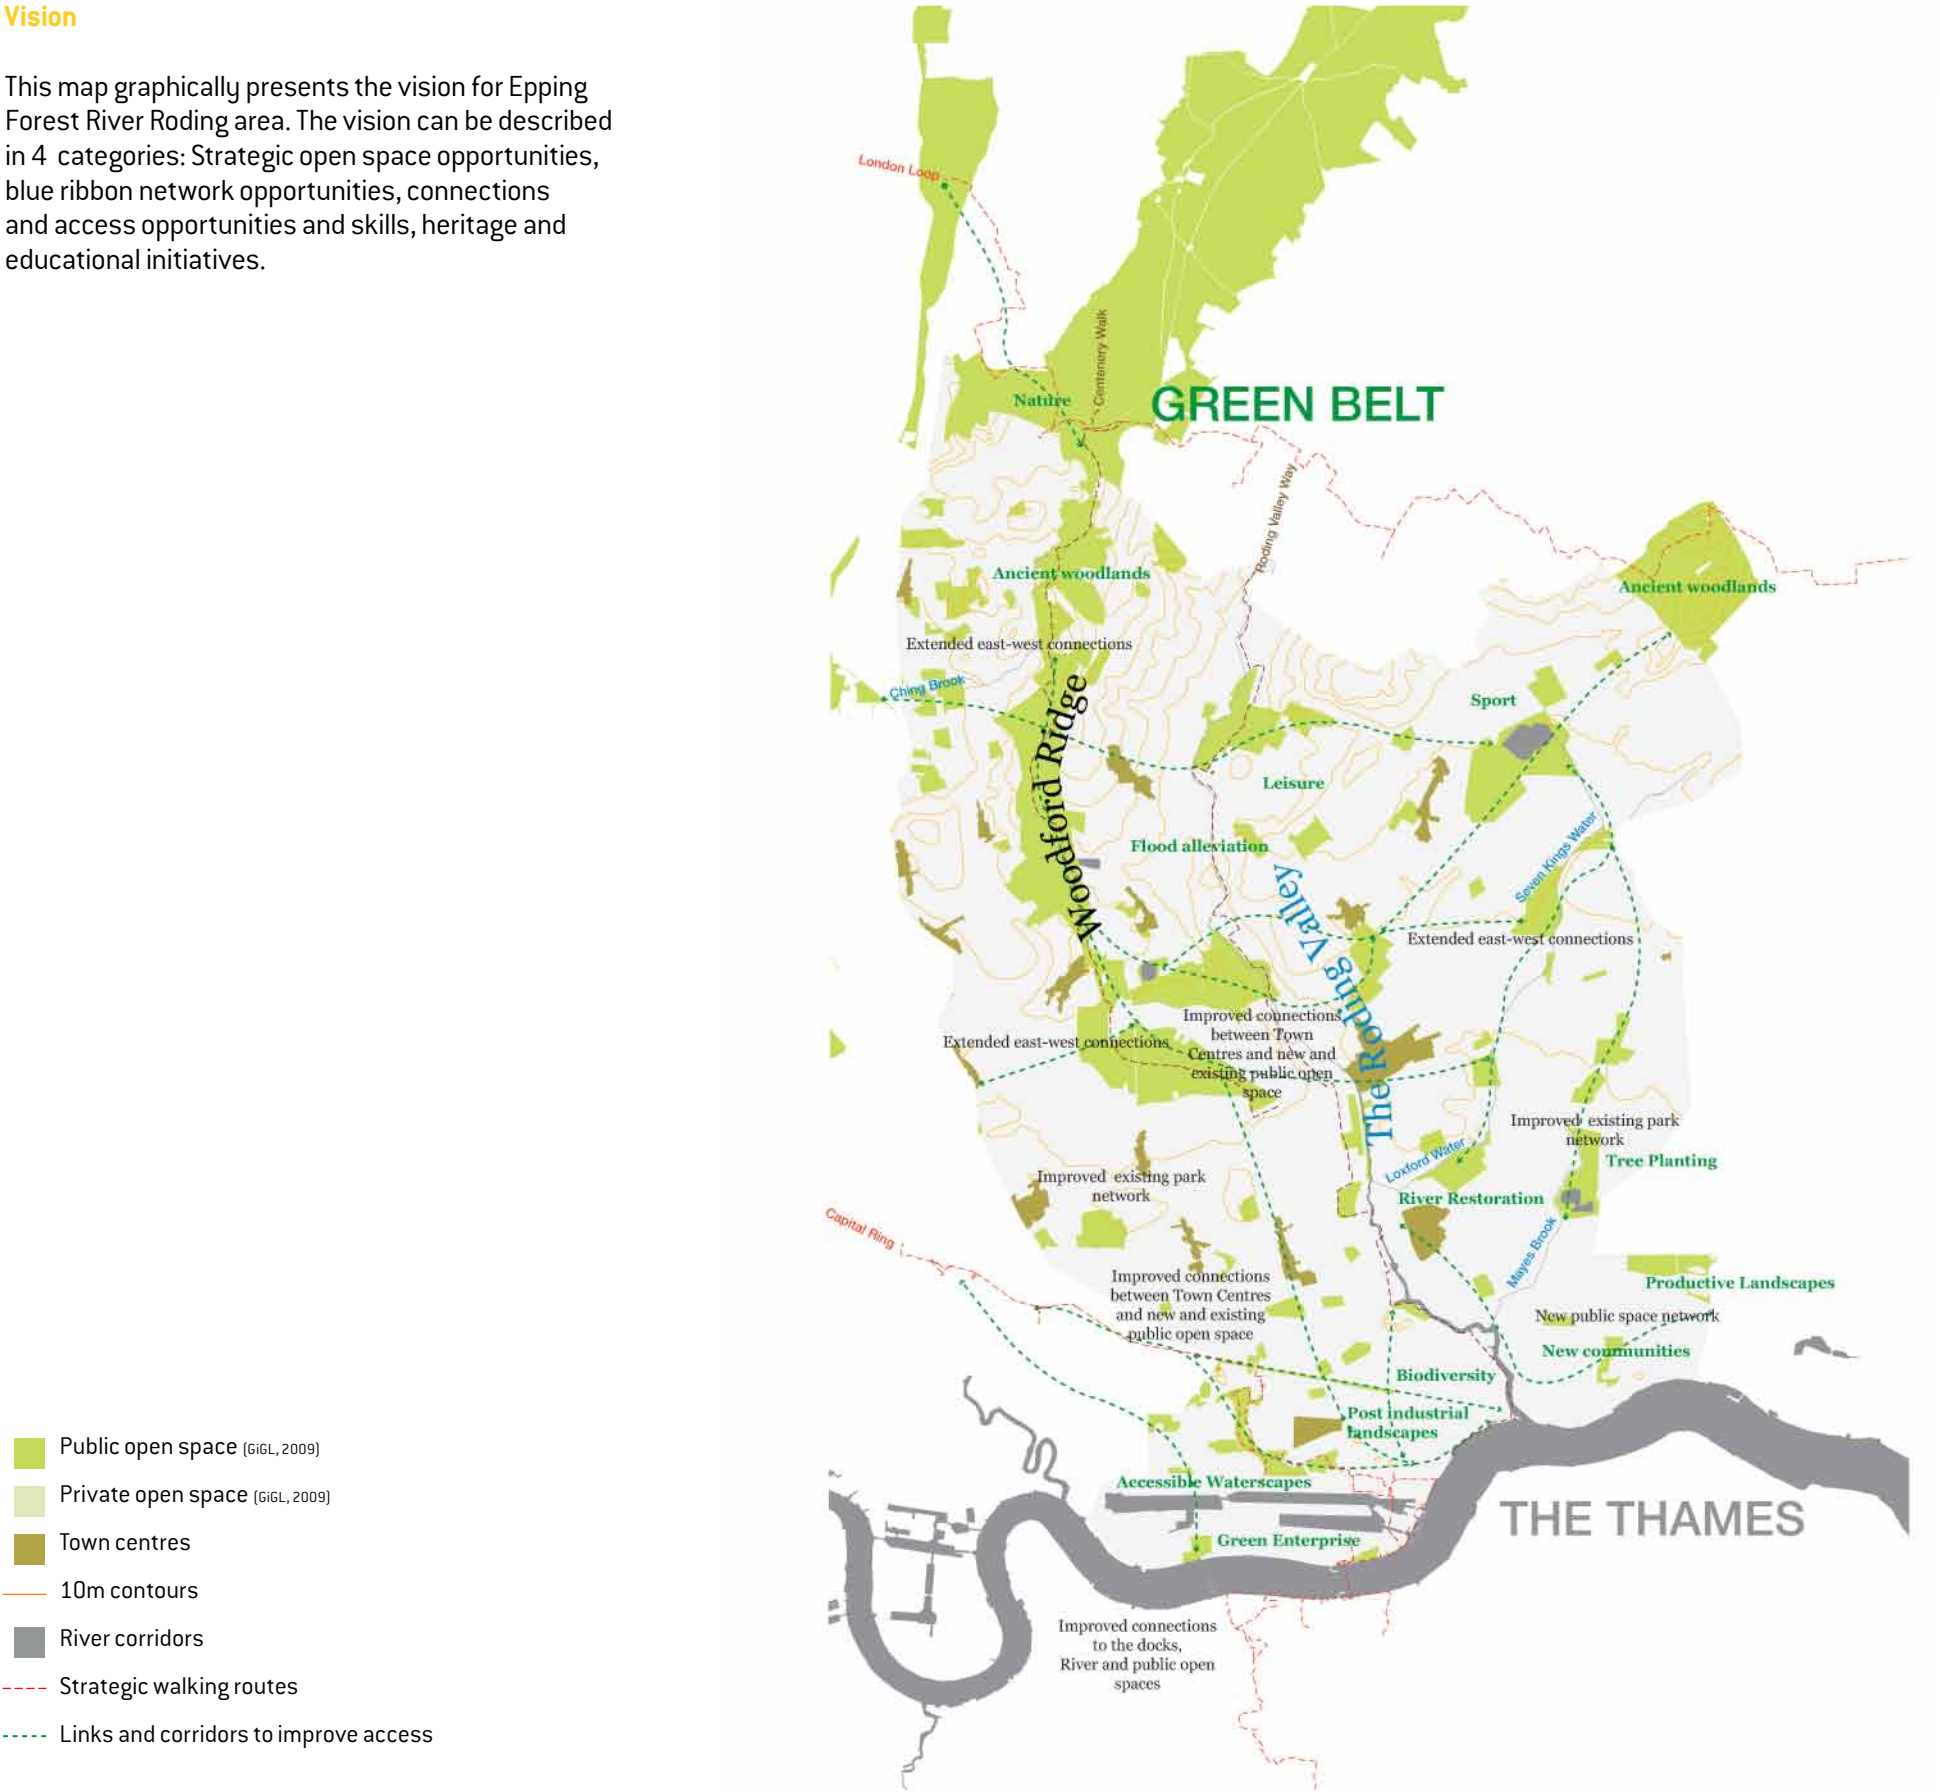 Vision
This map graphically presents the vision for Epping
Forest River Roding area. The vision can be described
in 4 categories: Strategic open space opportunities,
blue ribbon network opportunities, connections
and access opportunities and skills, heritage and
educational initiatives.
London Loop
Centenery Walk
Nature
GREEN BELT
Roding Valley Way
Ancient woodlands
Ancient woodlands
Extended east-west connections
Ching Brook
Woodford Ridge
Sport
Leisure
Flood alleviation
Seven Kings Water
The Roding Valley
Extended east-west connections
Improved connections
between Town
Centres and new and
existing public open
space
Extended east-west connections
Improved existing park
network
Tree Planting
Loxford Water
Improved existing park
network
River Restoration
Capital Ring
Mayes Brook
Improved connections
between Town Centres
and new and existing
public open space
Productive Landscapes
New public space network
New communities
Biodiversity
Post industrial
landscapes
Accessible Waterscapes
THE THAMES
Green Enterprise
Improved connections
to the docks,
River and public open
spaces
Public open space (GiGL, 2009)
Private open space (GiGL, 2009)
Town centres
10m contours
River corridors
Strategic walking routes
Links and corridors to improve access